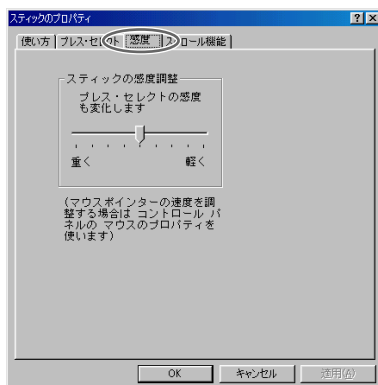 スティックのプロパティ
使い方 プレス・セレクト 感度 スクロール機能
スティックの感度調整
プレス・セレクトの感度
も変化します
重く 軽く
(マウスポインターの速度を調
整する場合は コントロール パ
ネルの マウスのプロパティを
使います)
OK キャンセル 適用(A)